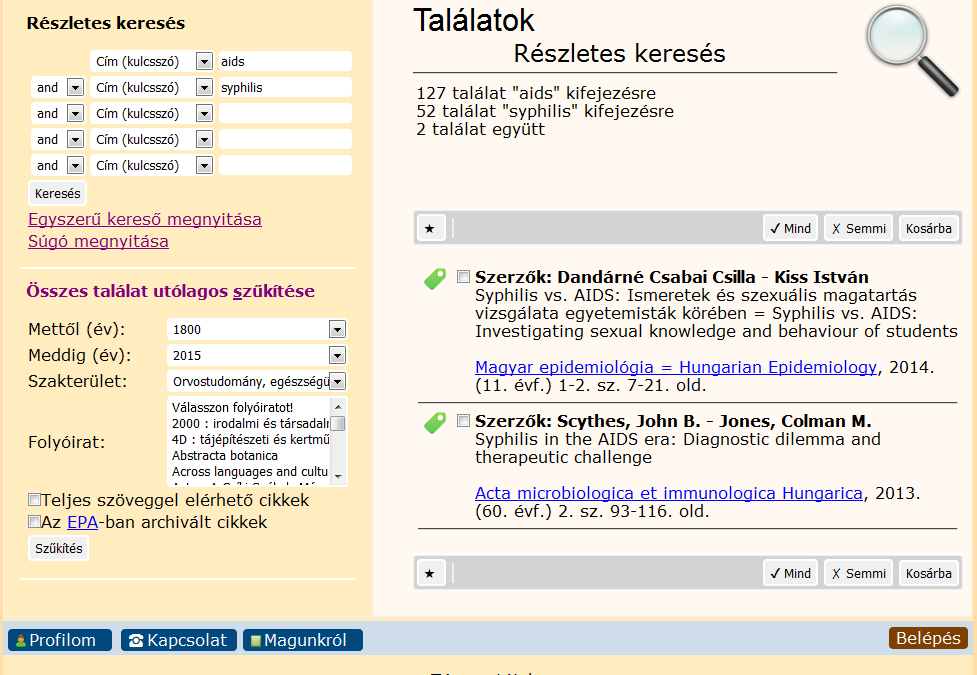 Részletes keresés
Cím (kulcsszó) aids
and Cím (kulcsszó) syphilis
and Cím (kulcsszó)
and Cím (kulcsszó)
and Cím (kulcsszó)
Keresés
Egyszerű kereső megnyitása
Súgó megnyitása
Összes találat utólagos szűkítése
Mettől (év): 1800
Meddig (év): 2015
Szakterület: Orvostudomány, egészségü
Folyóirat:
Válasszon folyóiratot!
2000 : irodalmi és társadaln
4D : tájépítészeti és kertmű
Abstracta botanica
Across languages and cultu
Teljes szöveggel elérhető cikkek
Az EPA-ban archivált cikkek
Szűkítés
Találatok
Részletes keresés
127 találat "aids" kifejezésre
52 találat "syphilis" kifejezésre
2 találat együtt
★ ✓ Mind ✗ Semmi Kosárba
Szerzők: Dandárné Csabai Csilla - Kiss István
Syphilis vs. AIDS: Ismeretek és szexuális magatartás
vizsgálata egyetemisták körében = Syphilis vs. AIDS:
Investigating sexual knowledge and behaviour of students
Magyar epidemiológia = Hungarian Epidemiology, 2014.
(11. évf.) 1-2. sz. 7-21. old.
Szerzők: Scythes, John B. - Jones, Colman M.
Syphilis in the AIDS era: Diagnostic dilemma and
therapeutic challenge
Acta microbiologica et immunologica Hungarica, 2013.
(60. évf.) 2. sz. 93-116. old.
★ ✓ Mind ✗ Semmi Kosárba
Profilom Kapcsolat Magunkról Belépés